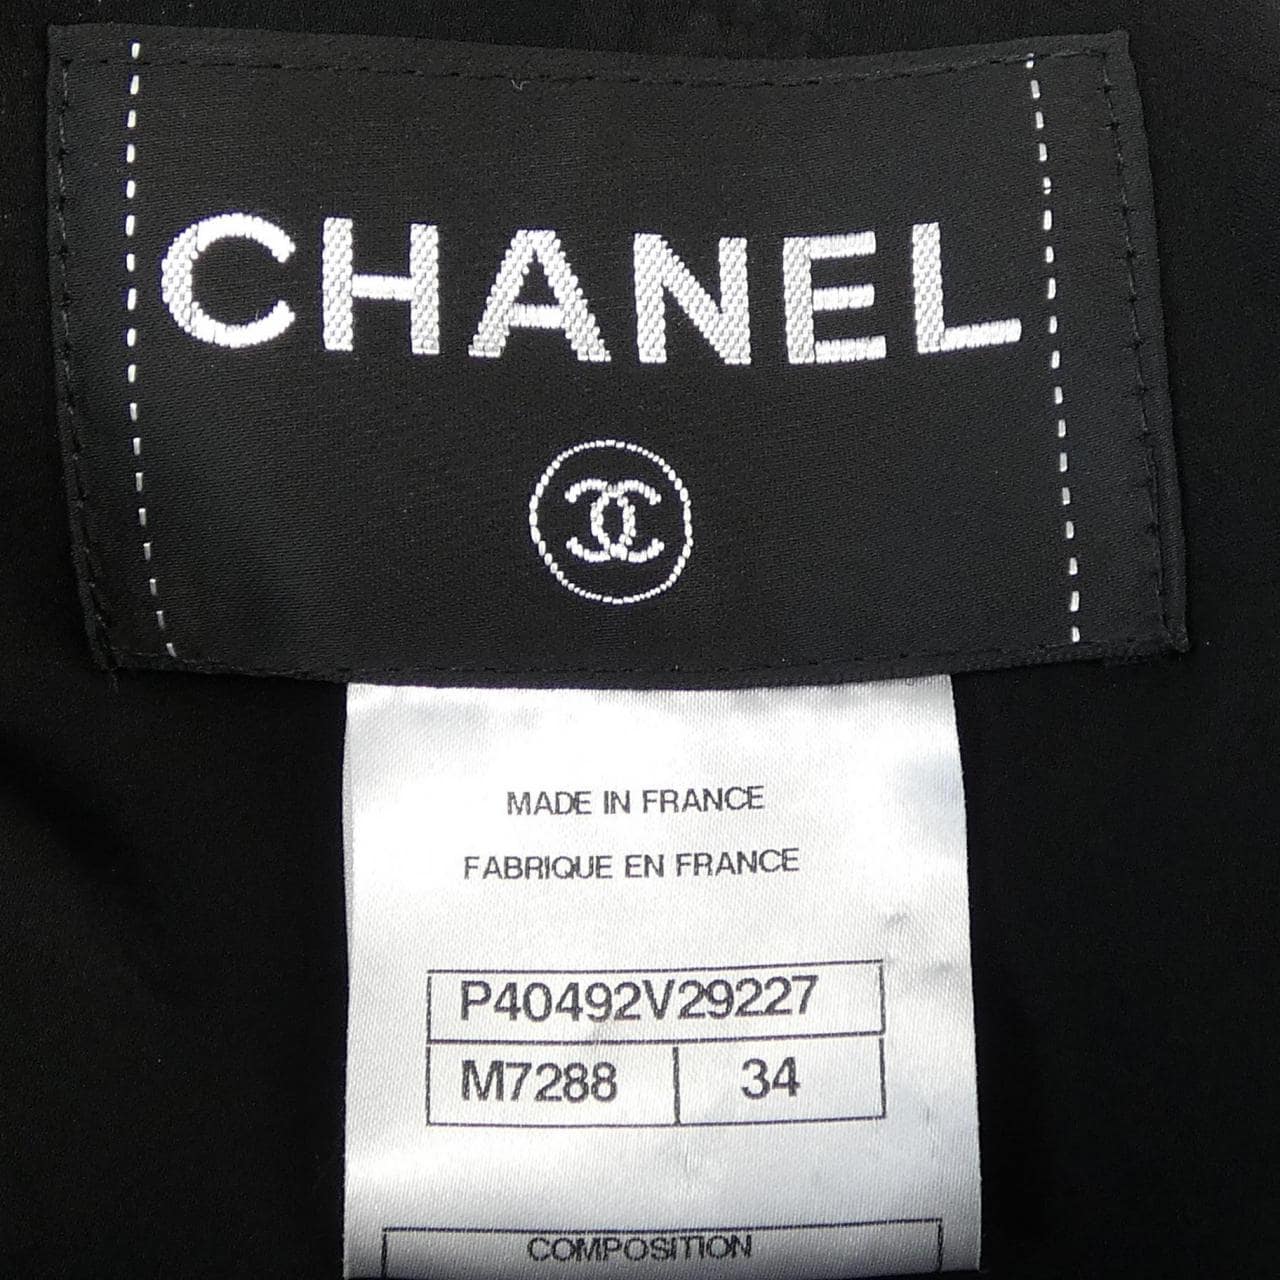 CHANEL
MADE IN FRANCE
FABRIQUE EN FRANCE
P40492V29227
M7288 34
COMPOSITION